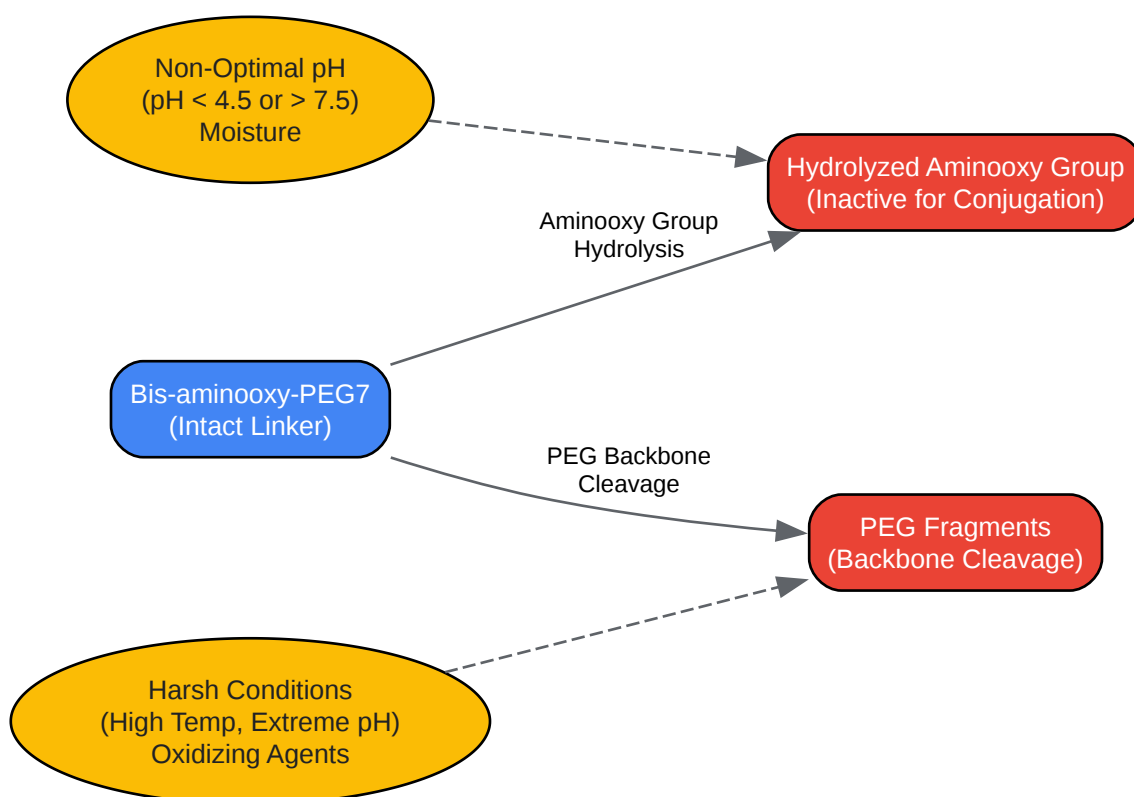 Non-Optimal pH
(pH < 4.5 or > 7.5)
Moisture
Hydrolyzed Aminooxy Group
(Inactive for Conjugation)
Aminooxy Group
Hydrolysis
Bis-aminooxy-PEG7
(Intact Linker)
PEG Backbone
Cleavage
PEG Fragments
(Backbone Cleavage)
Harsh Conditions
(High Temp, Extreme pH)
Oxidizing Agents